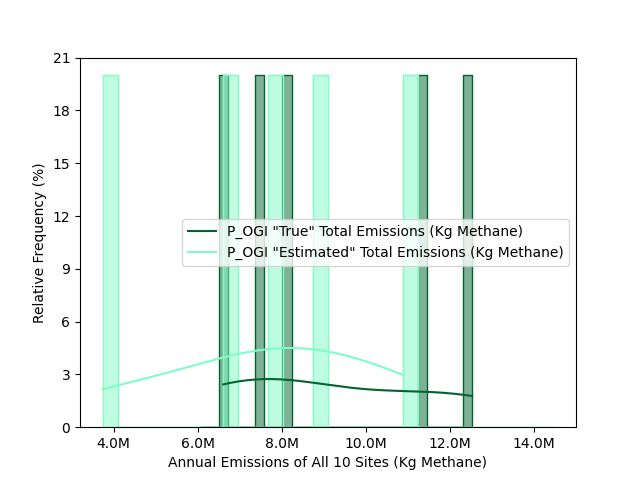 21
18
15
12
9
6
3
0
Relative Frequency (%)
P_OGI "True" Total Emissions (Kg Methane)
P_OGI "Estimated" Total Emissions (Kg Methane)
4.0M 6.0M 8.0M 10.0M 12.0M 14.0M
Annual Emissions of All 10 Sites (Kg Methane)